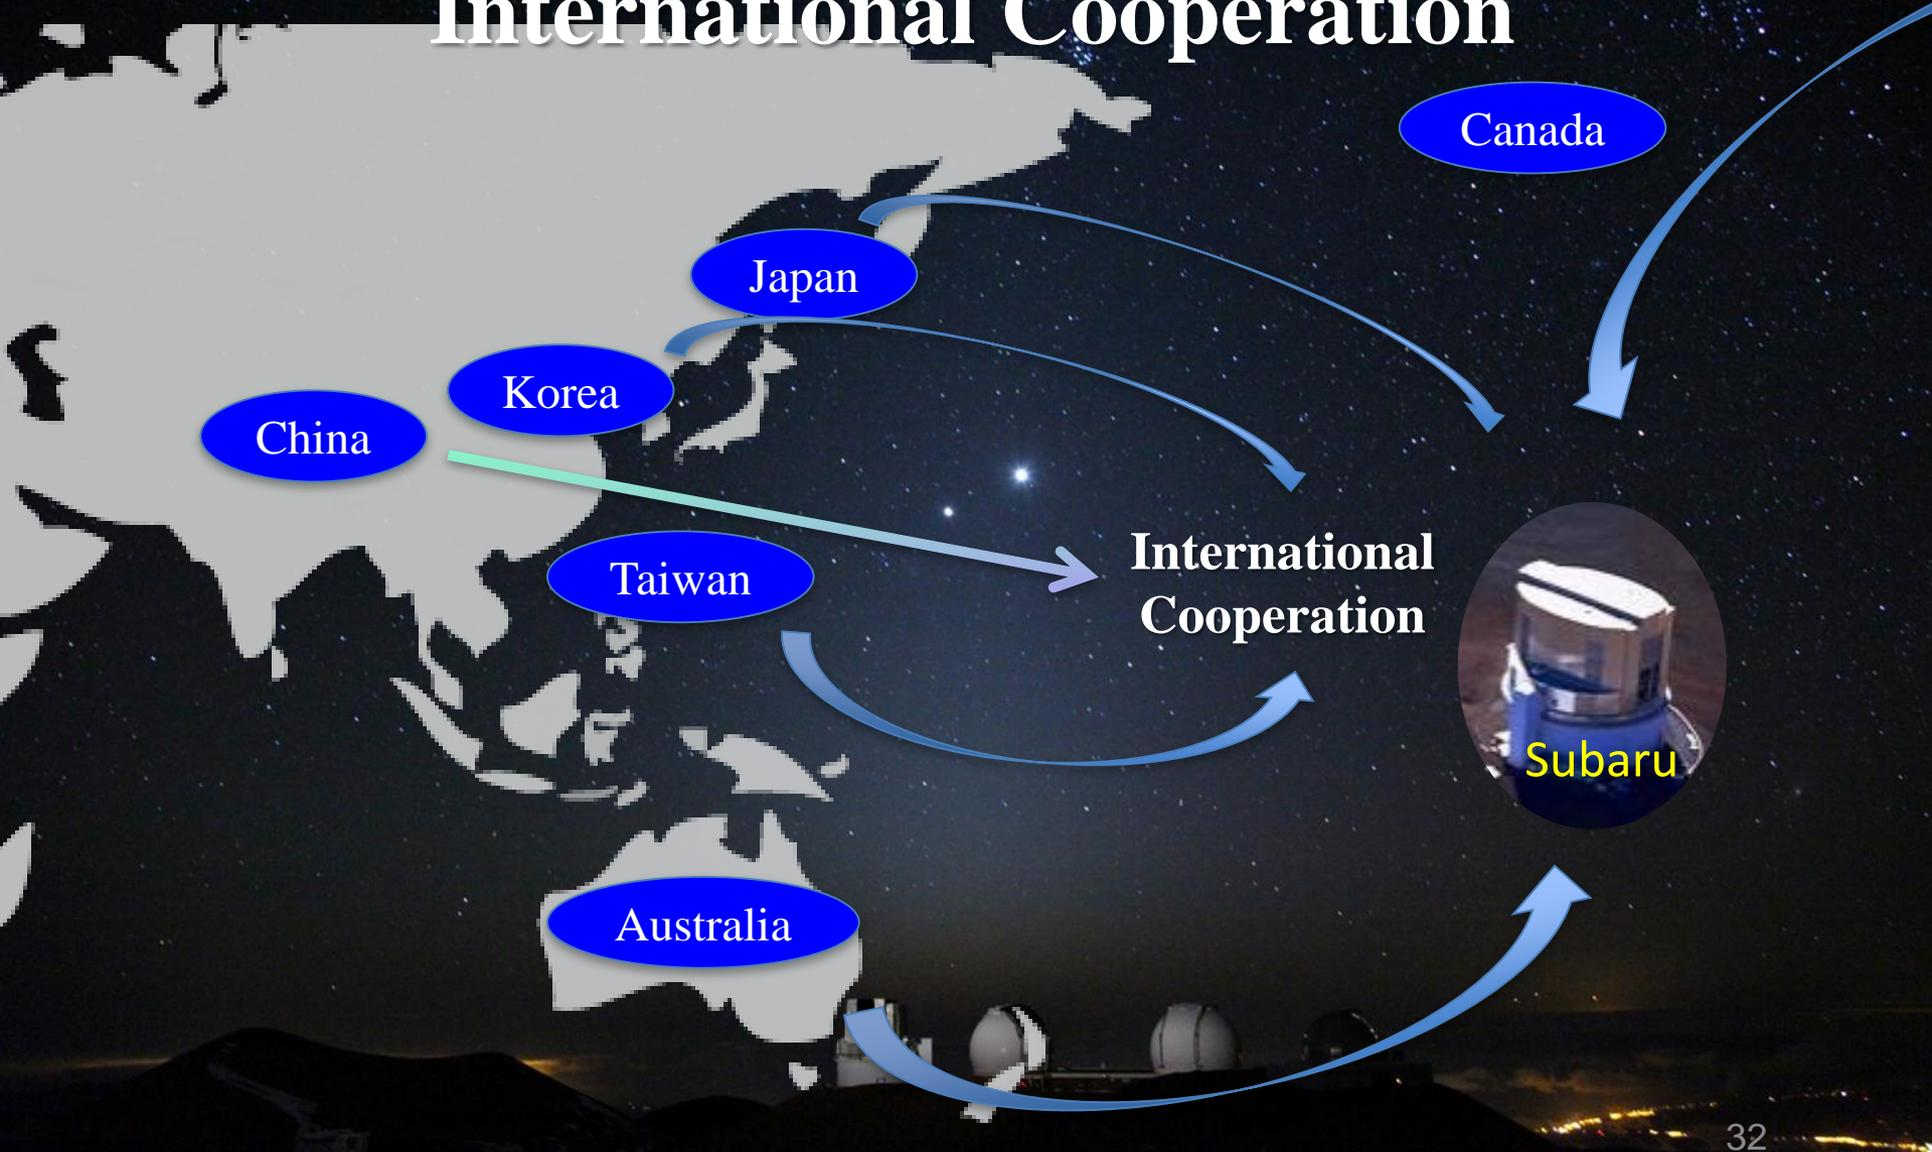 International Cooperation
Canada
Japan
Korea
China
International
Cooperation
Taiwan
Subaru
Australia
32